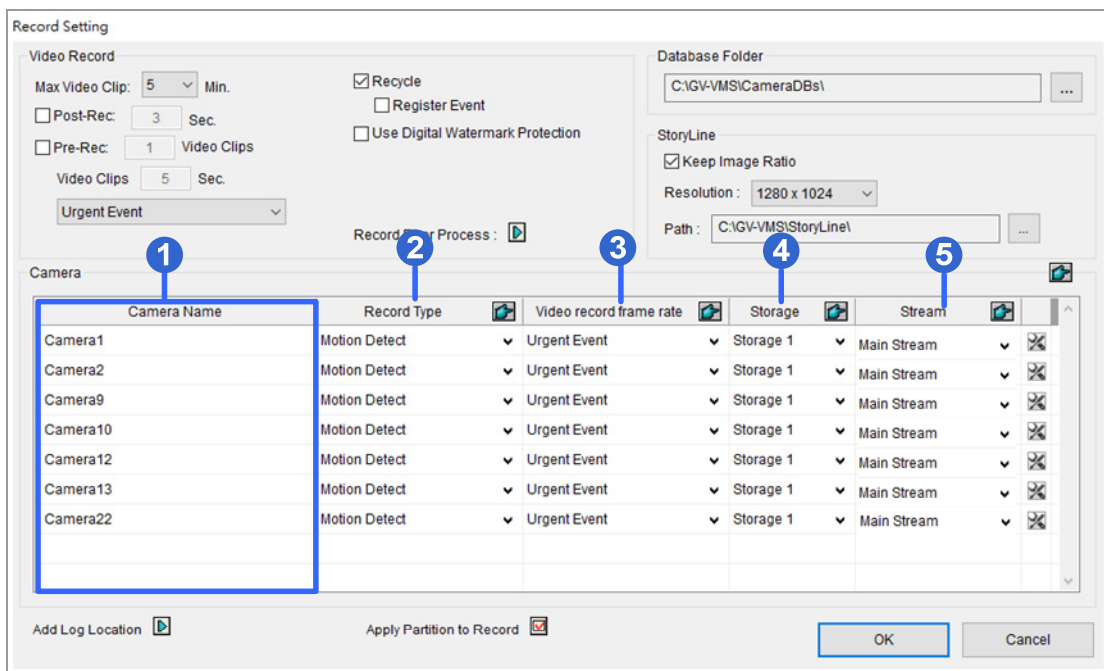 Record Setting
Video Record
Max Video Clip: 5 Min.
Post-Rec: 3 Sec.
Pre-Rec: 1 Video Clips
Video Clips 5 Sec.
Urgent Event
Recycle
Register Event
Use Digital Watermark Protection
Record Error Process :
Database Folder
C:\GV-VMS\CameraDBs\ ...
StoryLine
Keep Image Ratio
Resolution : 1280 x 1024
Path : C:\GV-VMS\StoryLine\ ...
1 2 3 4 5
Camera
Camera Name Record Type Video record frame rate Storage Stream
Camera1 Motion Detect Urgent Event Storage 1 Main Stream
Camera2 Motion Detect Urgent Event Storage 1 Main Stream
Camera9 Motion Detect Urgent Event Storage 1 Main Stream
Camera10 Motion Detect Urgent Event Storage 1 Main Stream
Camera12 Motion Detect Urgent Event Storage 1 Main Stream
Camera13 Motion Detect Urgent Event Storage 1 Main Stream
Camera22 Motion Detect Urgent Event Storage 1 Main Stream
Add Log Location
Apply Partition to Record
OK Cancel